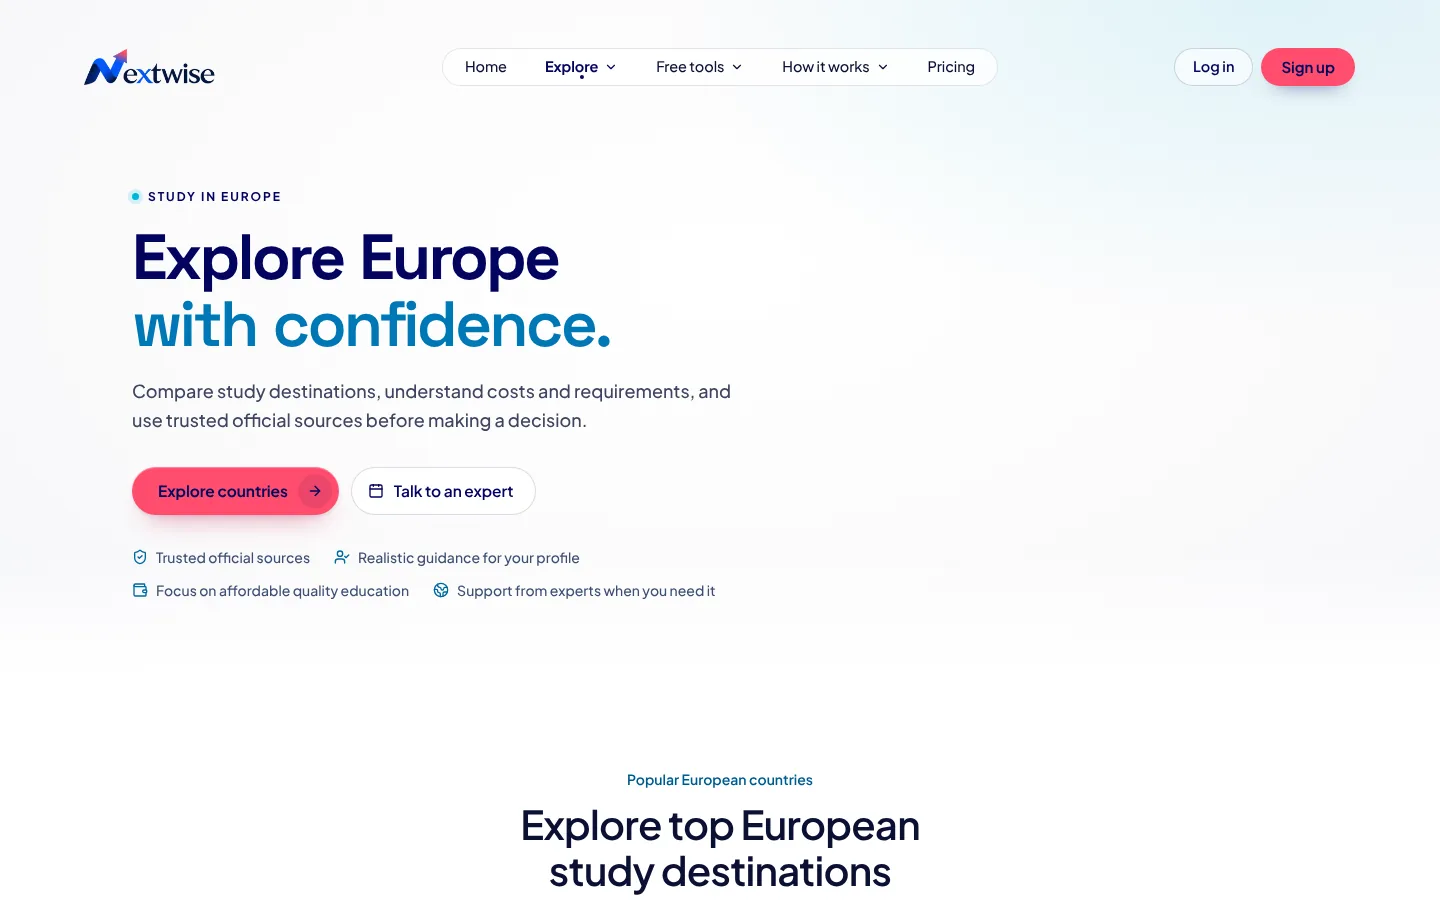 Nextwise
Home
Explore
Free tools
How it works
Pricing
Log in
Sign up
STUDY IN EUROPE
Explore Europe
with confidence.
Compare study destinations, understand costs and requirements, and
use trusted official sources before making a decision.
Explore countries
Talk to an expert
Trusted official sources
Realistic guidance for your profile
Focus on affordable quality education
Support from experts when you need it
Popular European countries
Explore top European
study destinations